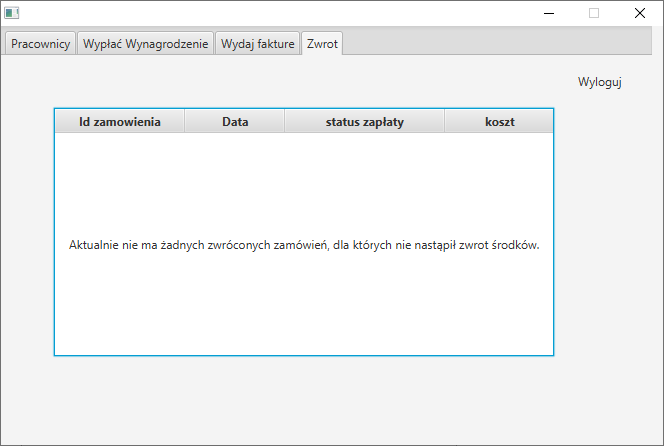 Pracownicy Wypłać Wynagrodzenie Wydaj fakture Zwrot
Wyloguj
Id zamowienia Data status zapłaty koszt
Aktualnie nie ma żadnych zwróconych zamówień, dla których nie nastąpił zwrot środków.